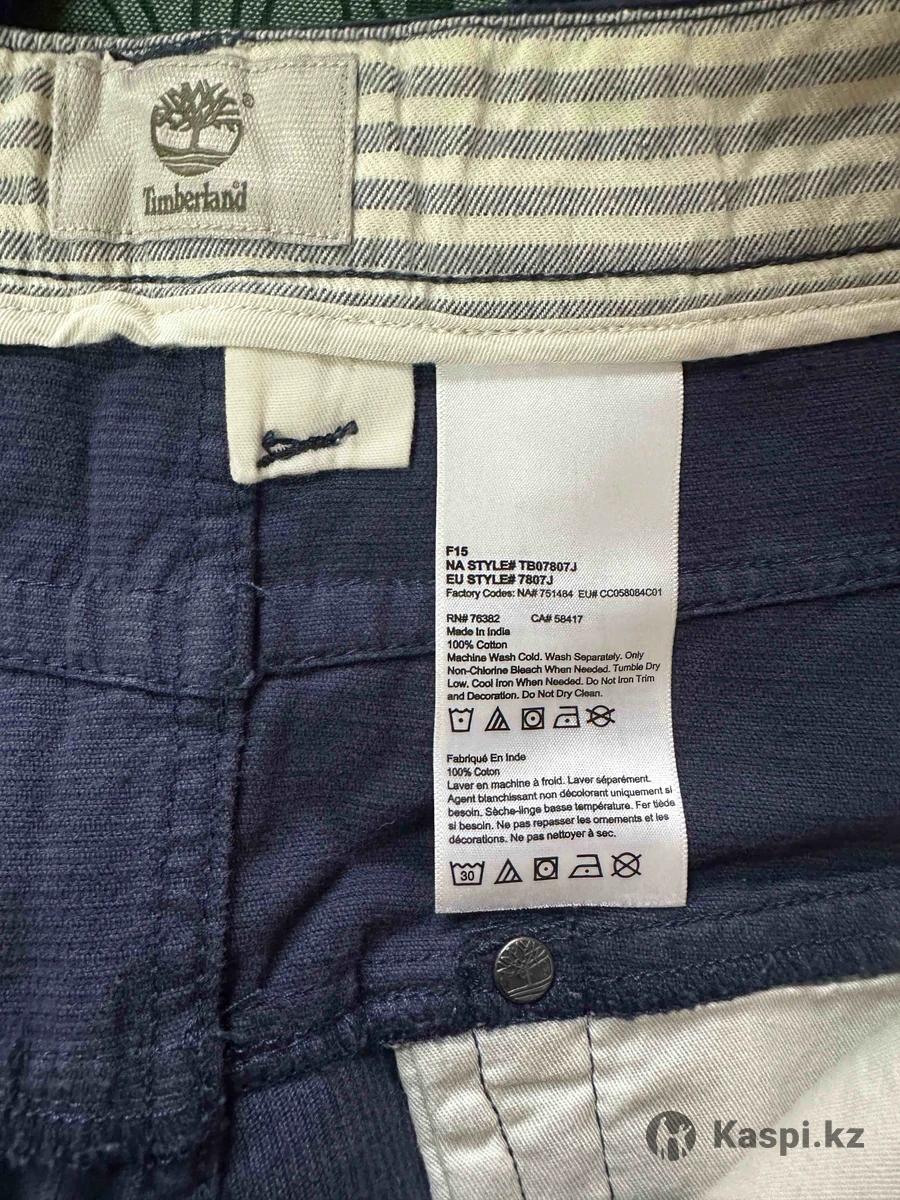 ®
Timberland®
F15
NA STYLE# TB07807J
EU STYLE# 7807J
Factory Codes: NA# 751484 EU# CC058084C01
RN# 76382 CA# 58417
Made In India
100% Cotton
Machine Wash Cold. Wash Separately. Only
Non-Chlorine Bleach When Needed. Tumble Dry
Low. Cool Iron When Needed. Do Not Iron Trim
and Decoration. Do Not Dry Clean.
Fabriqué En Inde
100% Coton
Laver en machine à froid. Laver séparément.
Agent blanchissant non décolorant uniquement si
besoin. Sèche-linge basse température. Fer tiède
si besoin. Ne pas repasser les ornements et les
décorations. Ne pas nettoyer à sec.
30
Kaspi.kz